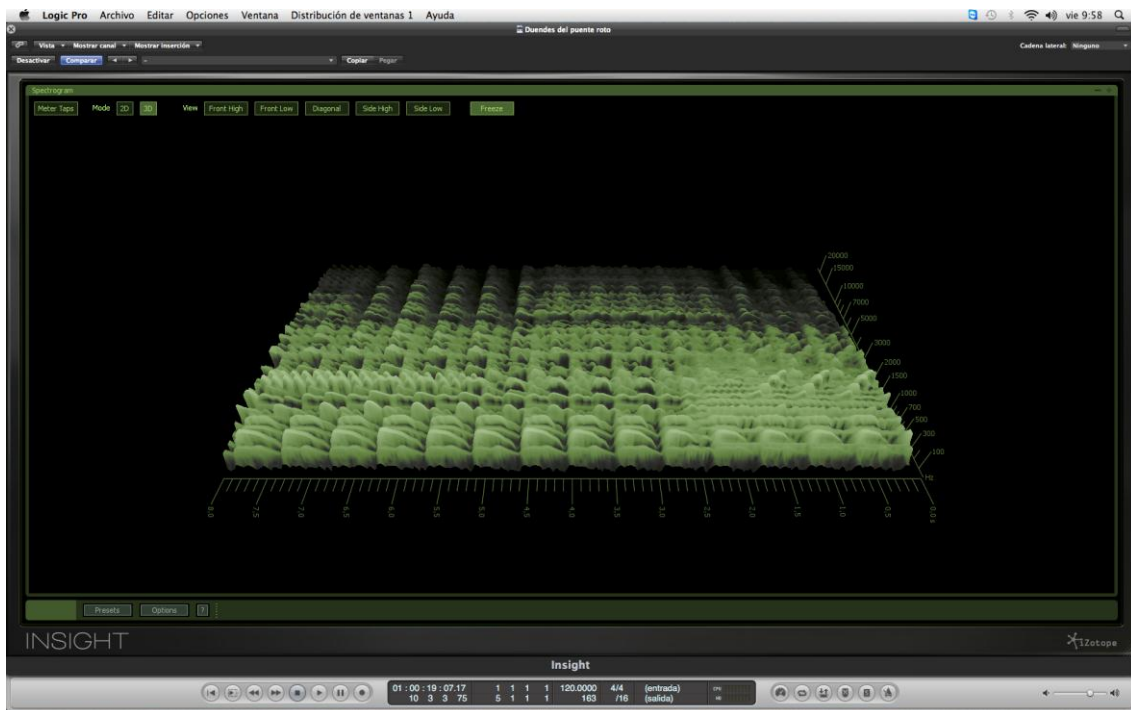 Logic Pro Archivo Editar Opciones Ventana Distribución de ventanas 1 Ayuda vie 9:58
Duendes del puente roto
Vista Mostrar canal Mostrar inserción Cadena lateral: Ninguno
Desactivar Comparar - Copiar Pegar
Spectrogram
Meter Taps Mode 2D 3D View Front High Front Low Diagonal Side High Side Low Freeze
20000
15000
10000
7000
5000
3000
2000
1500
1000
700
500
300
100
Hz
8.0 7.5 7.0 6.5 6.0 5.5 5.0 4.5 4.0 3.5 3.0 2.5 2.0 1.5 1.0 0.5 0.0 s
Presets Options ?
INSIGHT iZotope
Insight
01 : 00 : 19 : 07.17 1 1 1 1 120.0000 4/4 (entrada) CPU
10 3 3 75 5 1 1 1 163 /16 (salida) HD